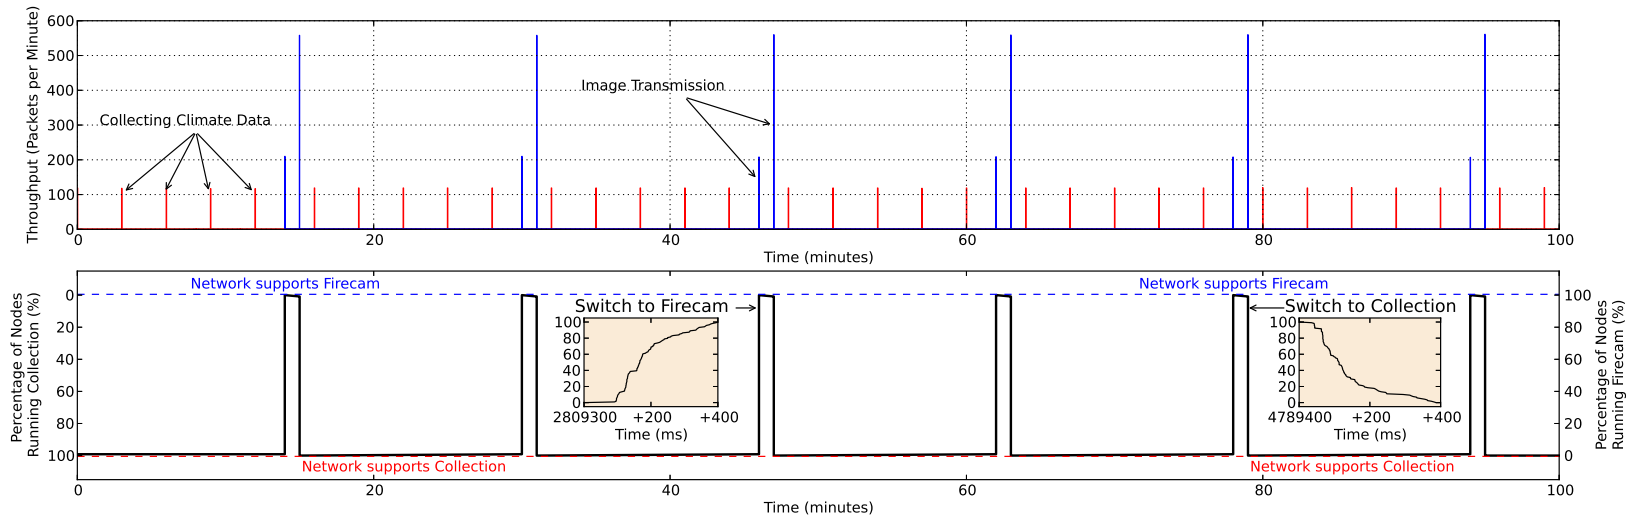 Throughput (Packets per Minute)
600
500
400
300
200
100
0
Collecting Climate Data
Image Transmission
0 20 40 60 80 100
Time (minutes)
Percentage of Nodes
Running Collection (%)
0
20
40
60
80
100
Network supports Firecam
Network supports Firecam
Switch to Firecam
100
80
60
40
20
0
2809300 +200 +400
Time (ms)
Switch to Collection
100
80
60
40
20
0
4789400 +200 +400
Time (ms)
Network supports Collection
Network supports Collection
100
80
60
40
20
0
Percentage of Nodes
Running Firecam (%)
0 20 40 60 80 100
Time (minutes)